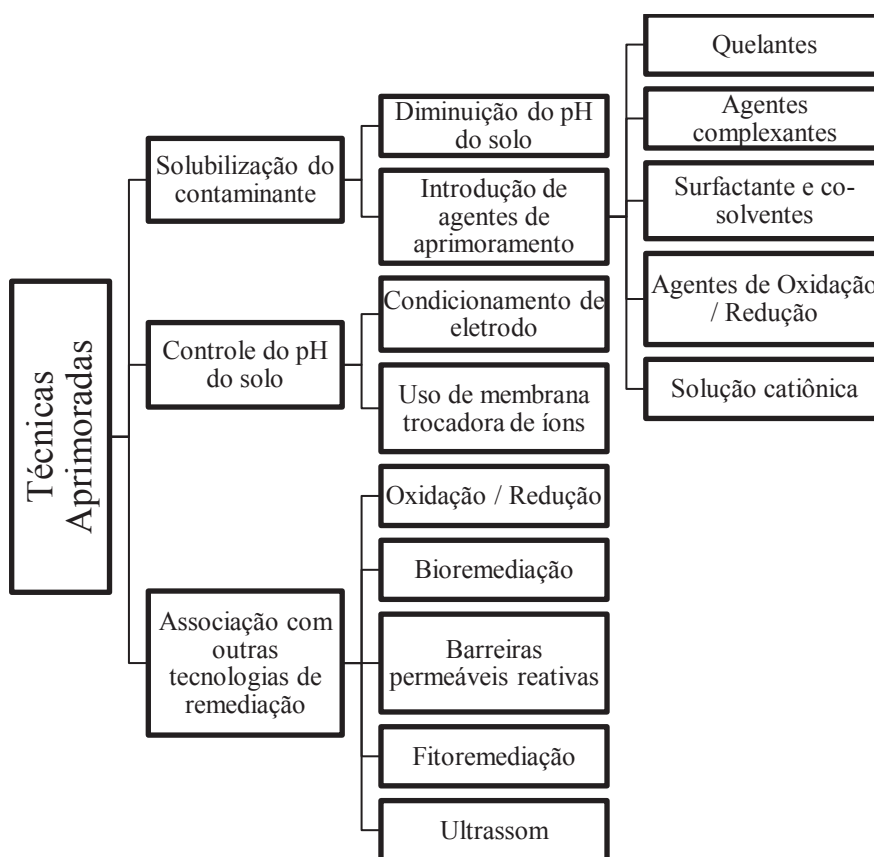 Técnicas
Aprimoradas
Solubilização do
contaminante
Diminuição do pH
do solo
Introdução de
agentes de
aprimoramento
Quelantes
Agentes
complexantes
Surfactante e co-
solventes
Agentes de Oxidação
/ Redução
Solução catiônica
Controle do pH
do solo
Condicionamento de
eletrodo
Uso de membrana
trocadora de íons
Associação com
outras
tecnologias de
remediação
Oxidação / Redução
Bioremediação
Barreiras
permeáveis reativas
Fitoremediação
Ultrassom